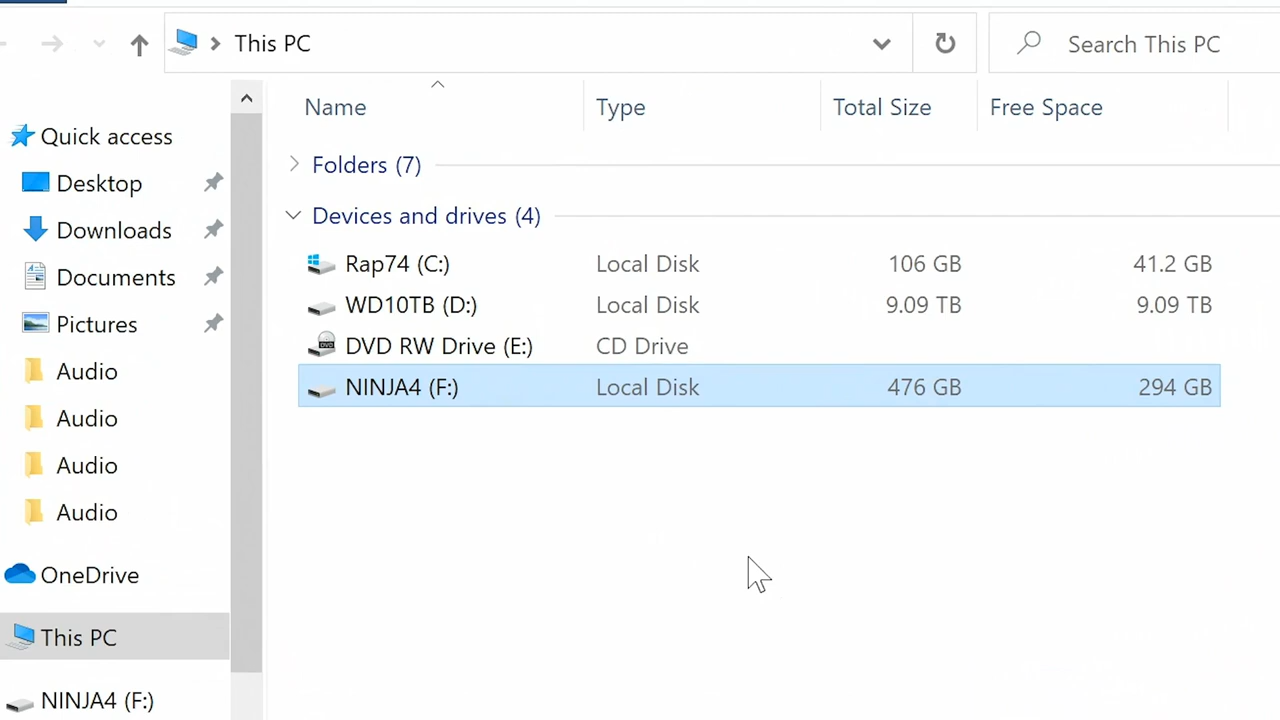 This PC
Search This PC
Name Type Total Size Free Space
Quick access
Desktop
Downloads
Documents
Pictures
Audio
Audio
Audio
Audio
OneDrive
This PC
NINJA4 (F:)
Folders (7)
Devices and drives (4)
Rap74 (C:) Local Disk 106 GB 41.2 GB
WD10TB (D:) Local Disk 9.09 TB 9.09 TB
DVD RW Drive (E:) CD Drive
NINJA4 (F:) Local Disk 476 GB 294 GB